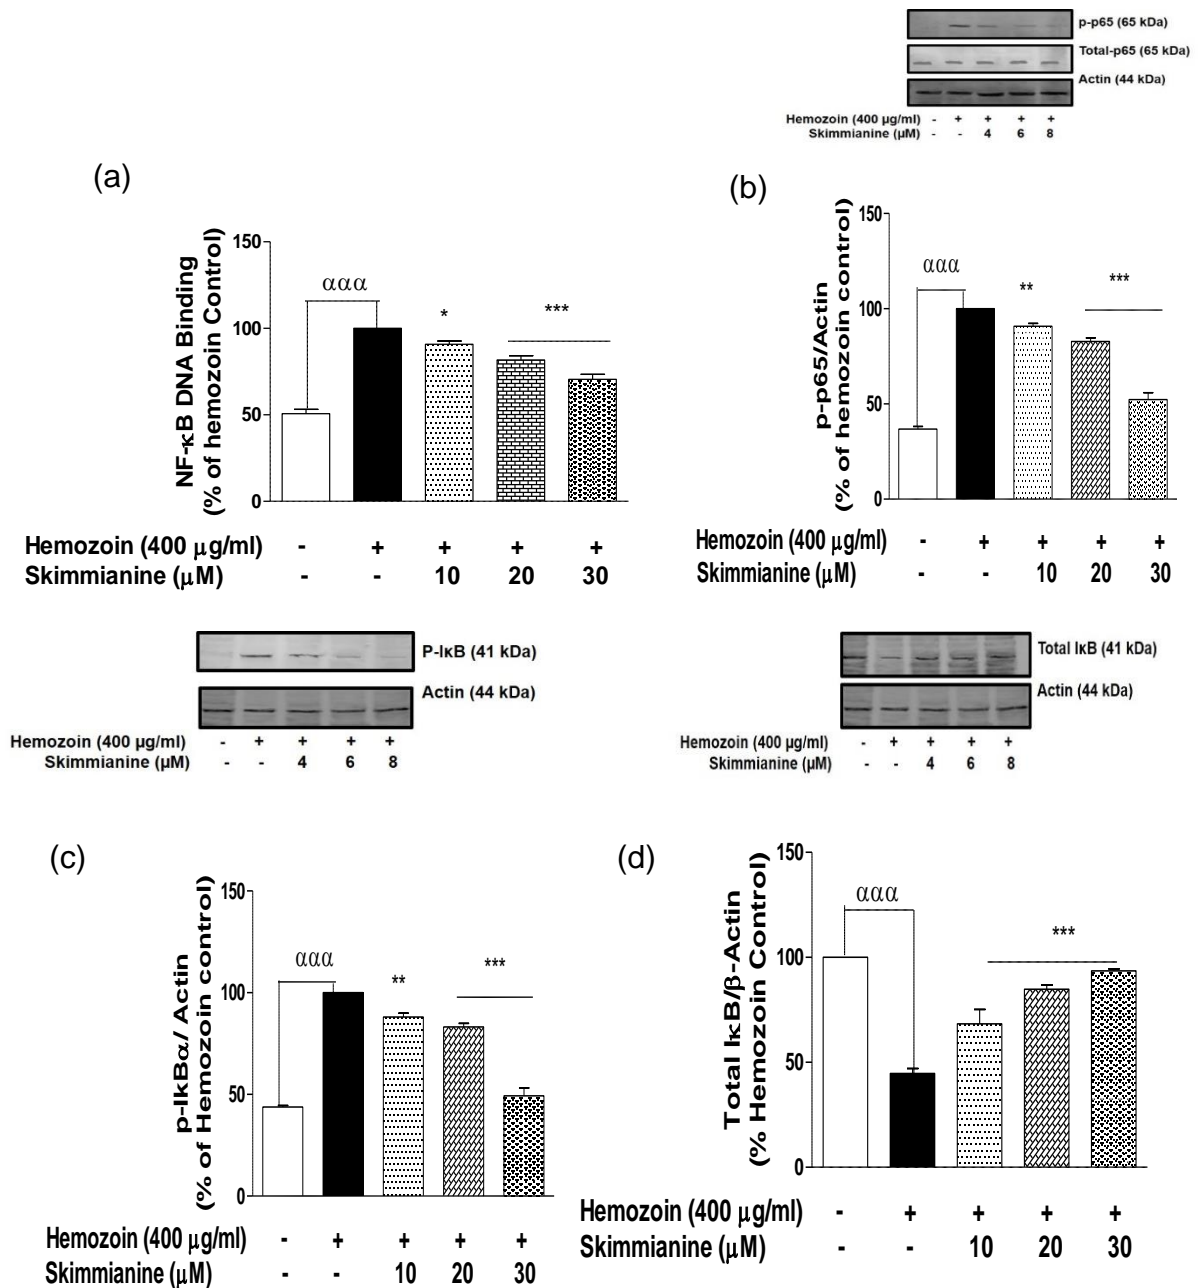 p-p65 (65 kDa)
Total-p65 (65 kDa)
Actin (44 kDa)
Hemozoin (400 µg/ml) - + + + +
Skimmianine (µM) - - 4 6 8
(a)
NF-κB DNA Binding
(% of hemozoin Control)
150
100
50
0
ααα
*
***
Hemozoin (400 μg/ml) - + + + +
Skimmianine (μM) - - 10 20 30
(b)
p-p65/Actin
(% of hemozoin control)
150
100
50
0
ααα
**
***
Hemozoin (400 μg/ml) - + + + +
Skimmianine (μM) - - 10 20 30
P-IκB (41 kDa)
Actin (44 kDa)
Hemozoin (400 µg/ml) - + + + +
Skimmianine (µM) - - 4 6 8
Total IκB (41 kDa)
Actin (44 kDa)
Hemozoin (400 µg/ml) - + + + +
Skimmianine (µM) - - 4 6 8
(c)
p-IkBα/ Actin
(% of Hemozoin control)
150
100
50
0
ααα
**
***
Hemozoin (400 μg/ml) - + + + +
Skimmianine (μM) - - 10 20 30
(d)
Total IκB/β-Actin
(% Hemozoin Control)
150
100
50
0
ααα
***
Hemozoin (400 μg/ml) - + + + +
Skimmianine (μM) - - 10 20 30